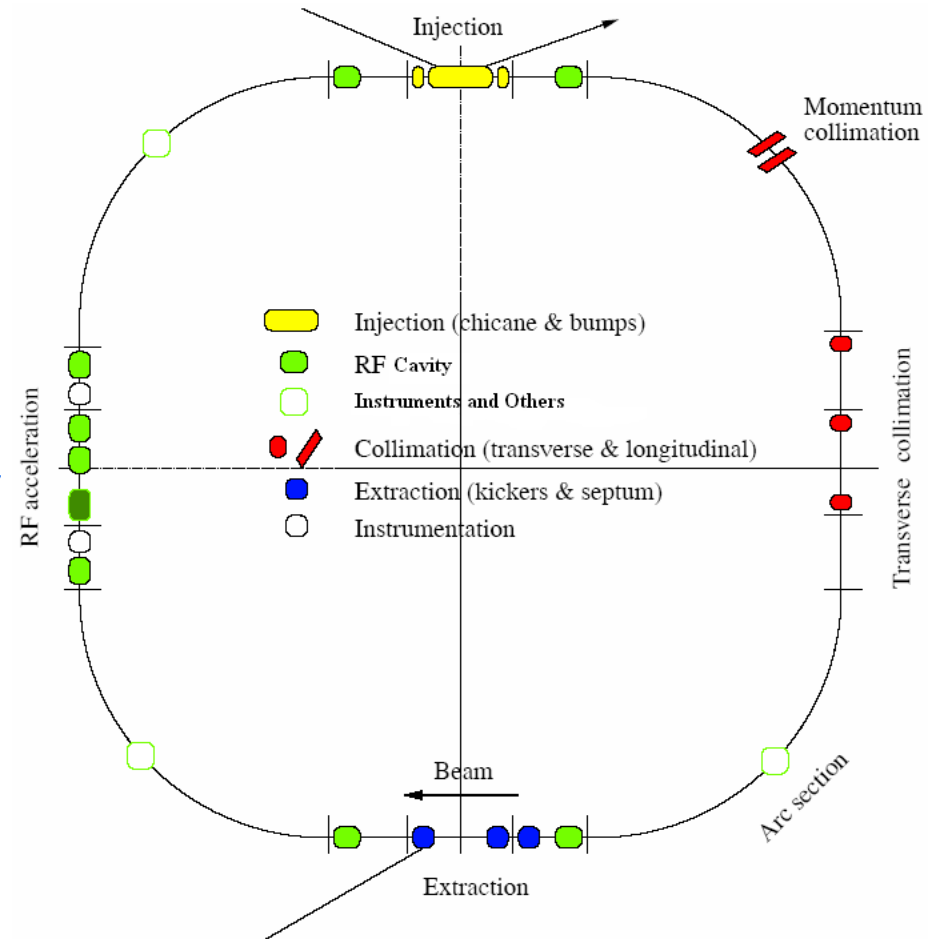 Injection
Momentum
collimation
Injection (chicane & bumps)
RF Cavity
Instruments and Others
Collimation (transverse & longitudinal)
Extraction (kickers & septum)
Instrumentation
RF acceleration
Transverse collimation
Beam
Arc section
Extraction